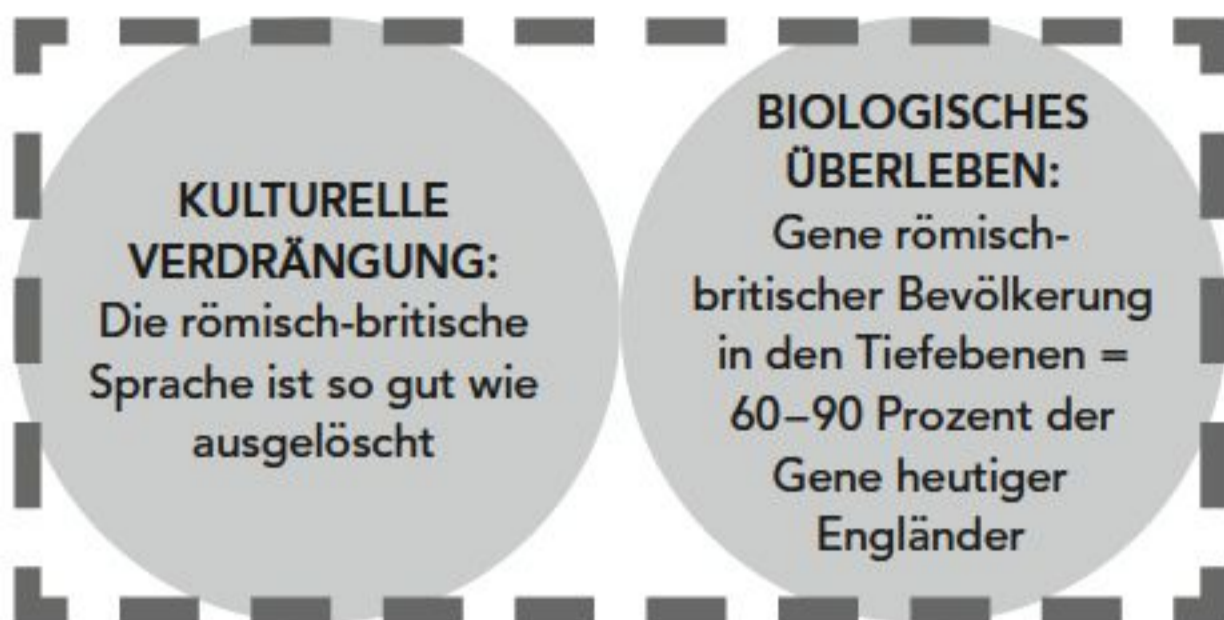 KULTURELLE
VERDRÄNGUNG:
Die römisch-britische
Sprache ist so gut wie
ausgelöscht
BIOLOGISCHES
ÜBERLEBEN:
Gene römisch-
britischer Bevölkerung
in den Tiefebenen =
60–90 Prozent der
Gene heutiger
Engländer